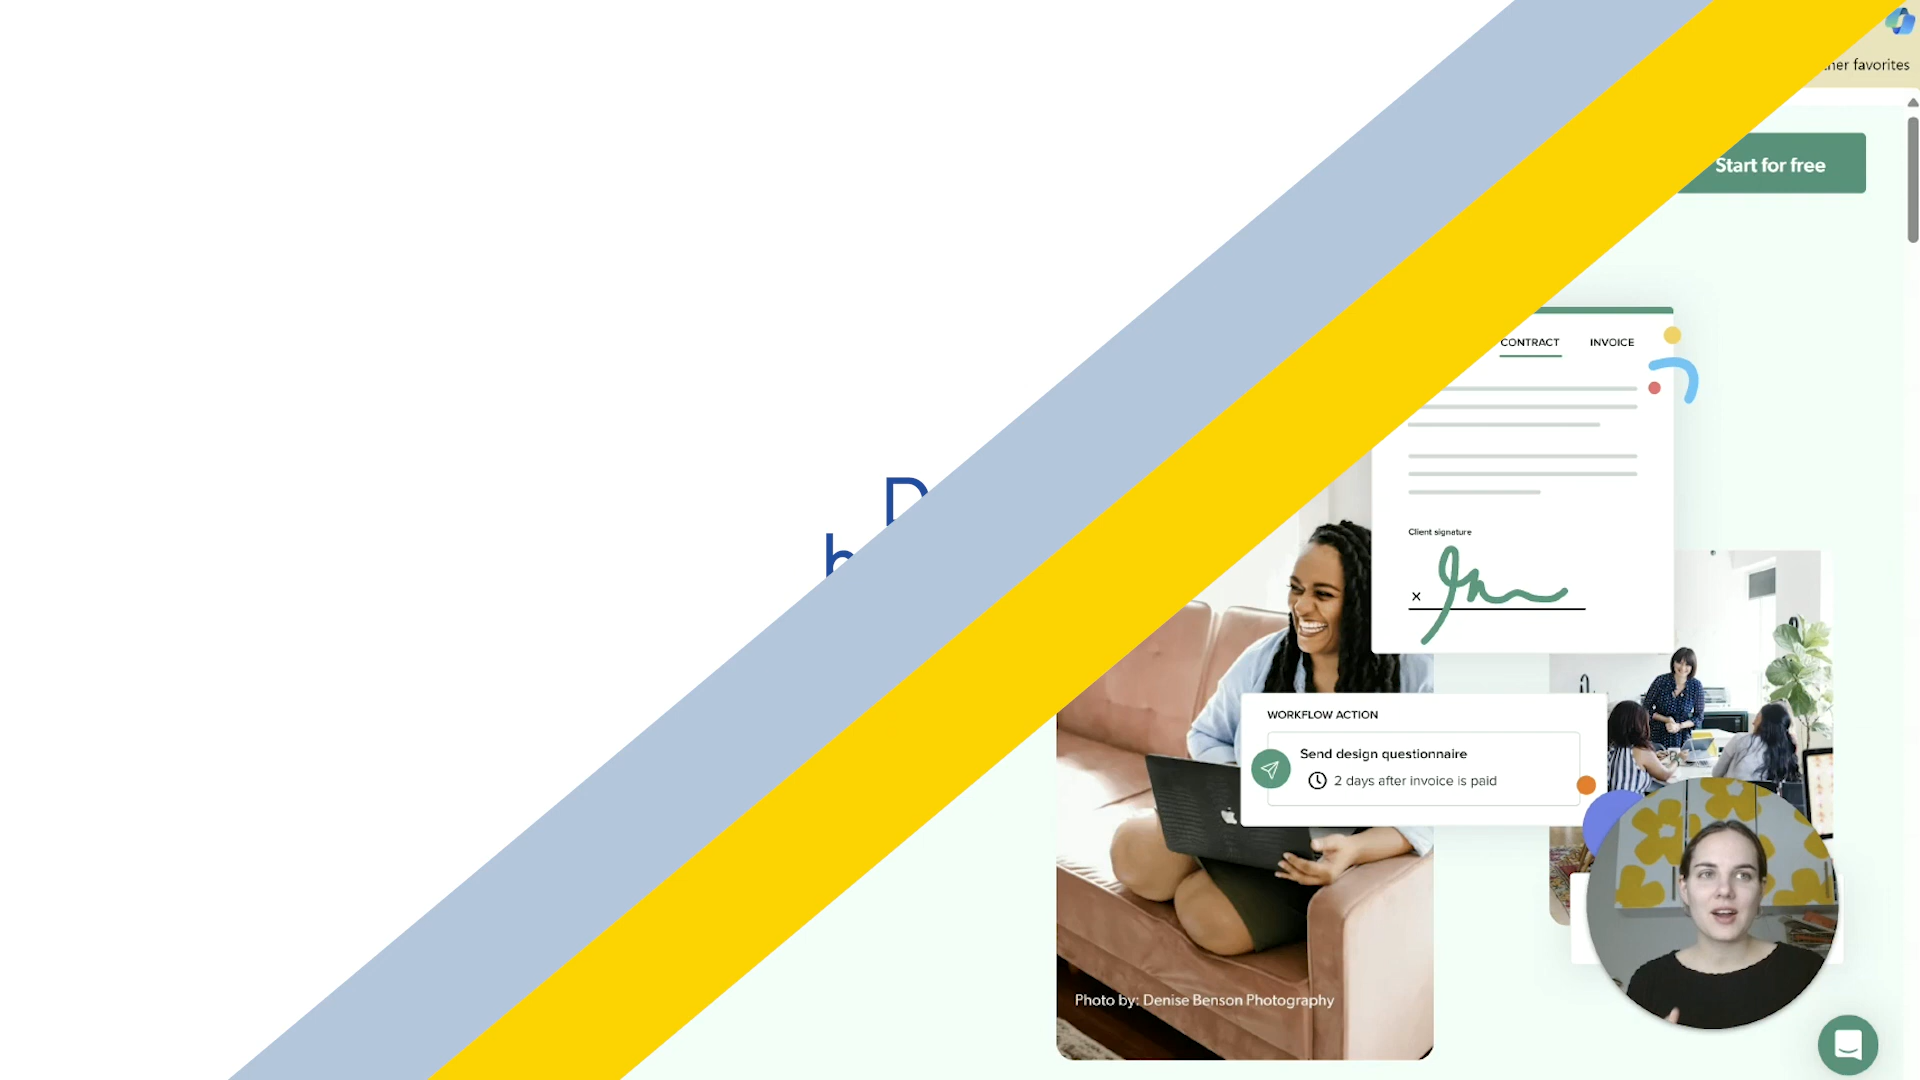 favorites
Start for free
CONTRACT INVOICE
Client signature
×
WORKFLOW ACTION
Send design questionnaire
2 days after invoice is paid
Photo by: Denise Benson Photography